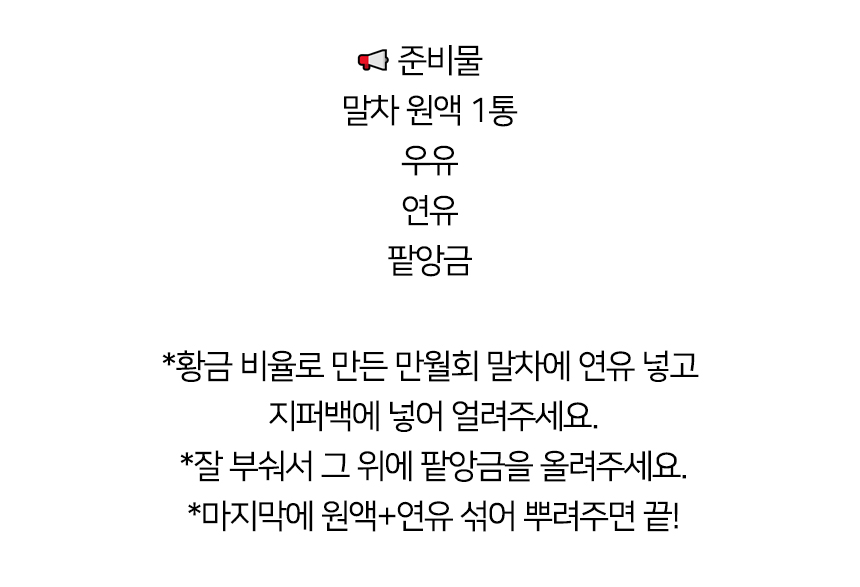 📢 준비물
말차 원액 1통
우유
연유
팥앙금
*황금 비율로 만든 만월회 말차에 연유 넣고
지퍼백에 넣어 얼려주세요.
*잘 부숴서 그 위에 팥앙금을 올려주세요.
*마지막에 원액+연유 섞어 뿌려주면 끝!